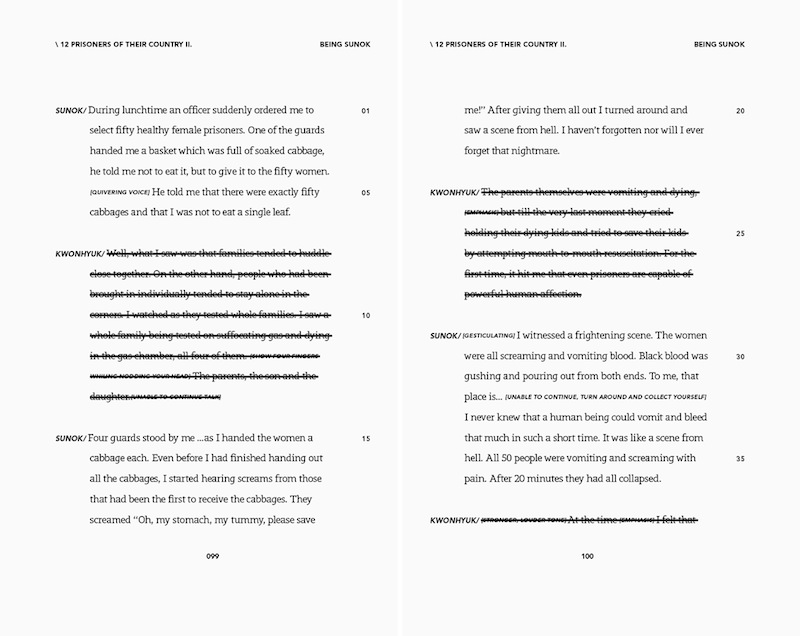 \ 12 PRISONERS OF THEIR COUNTRY II. BEING SUNOK
SUNOK/ During lunchtime an officer suddenly ordered me to 01
select fifty healthy female prisoners. One of the guards
handed me a basket which was full of soaked cabbage,
he told me not to eat it, but to give it to the fifty women.
[QUIVERING VOICE] He told me that there were exactly fifty 05
cabbages and that I was not to eat a single leaf.
KWONHYUK/ Well, what I saw was that families tended to huddle
close together. On the other hand, people who had been
brought in individually tended to stay alone in the
corners. I watched as they tested whole families. I saw a 10
whole family being tested on suffocating gas and dying
in the gas chamber, all four of them. [SHOW FOUR FINGERS
WHILING NODDING YOUR HEAD] The parents, the son and the
daughter.[UNABLE TO CONTINUE TALK]
SUNOK/ Four guards stood by me ...as I handed the women a 15
cabbage each. Even before I had finished handing out
all the cabbages, I started hearing screams from those
that had been the first to receive the cabbages. They
screamed “Oh, my stomach, my tummy, please save
099
\ 12 PRISONERS OF THEIR COUNTRY II. BEING SUNOK
me!” After giving them all out I turned around and 20
saw a scene from hell. I haven’t forgotten nor will I ever
forget that nightmare.
KWONHYUK/ The parents themselves were vomiting and dying,
[EMPHASIS] but till the very last moment they cried
holding their dying kids and tried to save their kids 25
by attempting mouth-to-mouth resuscitation. For the
first time, it hit me that even prisoners are capable of
powerful human affection.
SUNOK/ [GESTICULATING] I witnessed a frightening scene. The women
were all screaming and vomiting blood. Black blood was 30
gushing and pouring out from both ends. To me, that
place is... [UNABLE TO CONTINUE, TURN AROUND AND COLLECT YOURSELF]
I never knew that a human being could vomit and bleed
that much in such a short time. It was like a scene from
hell. All 50 people were vomiting and screaming with 35
pain. After 20 minutes they had all collapsed.
KWONHYUK/ [STRONGER, LOUDER TONE] At the time [EMPHASIS] I felt that
100